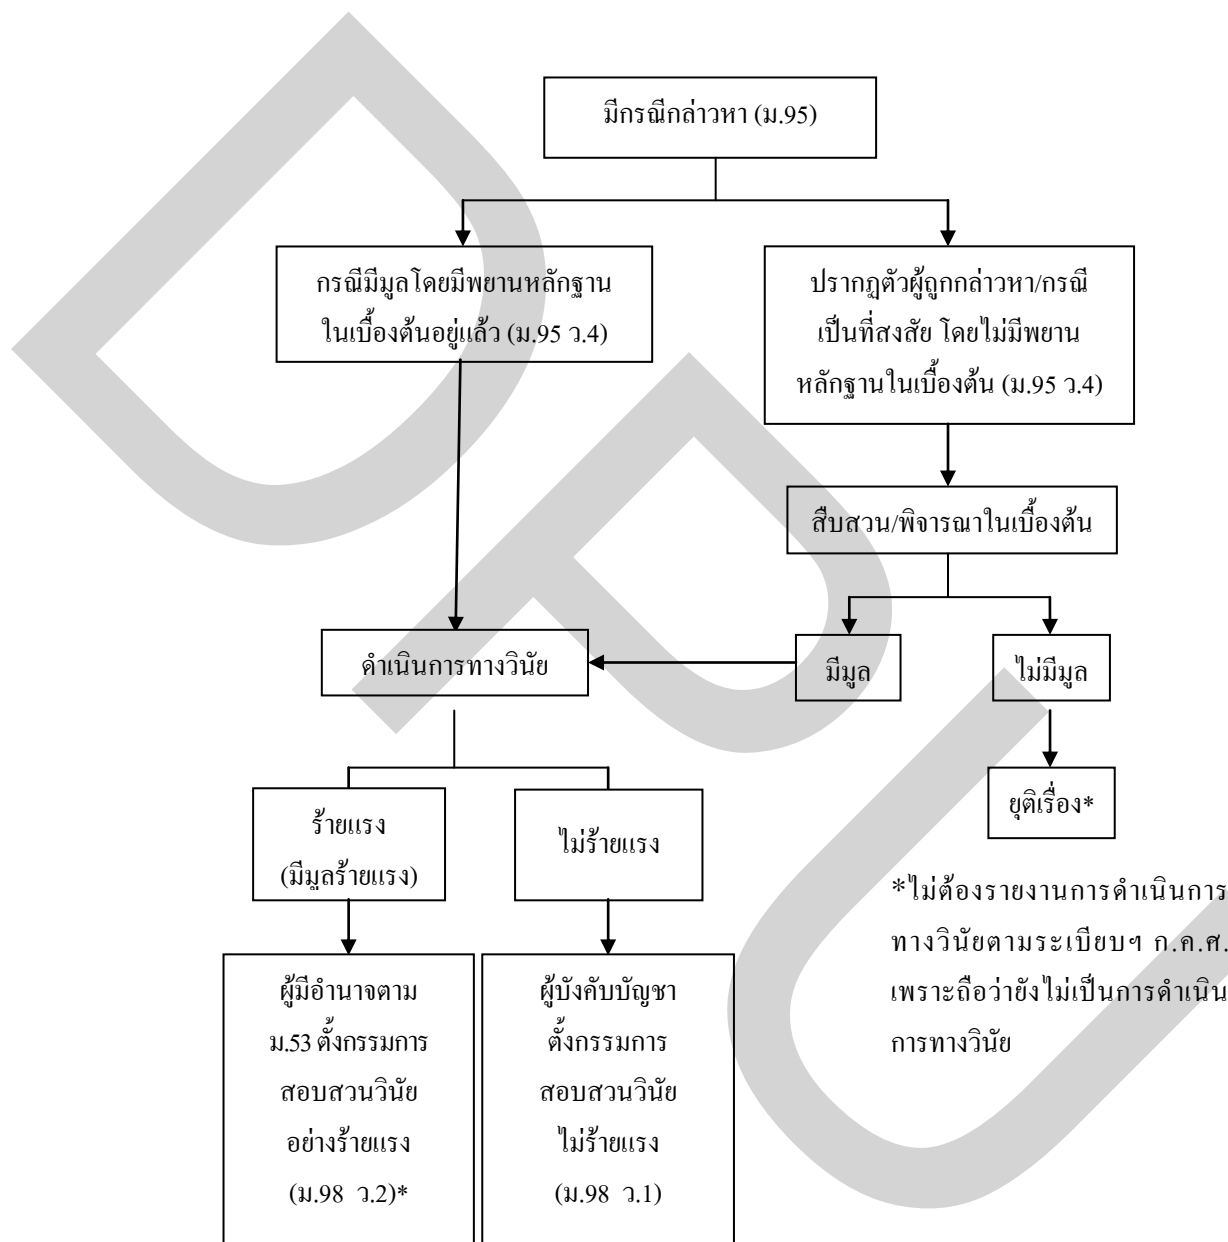 มีกรณีกล่าวหา (ม.95)
กรณีมีมูลโดยมีพยานหลักฐาน
ในเบื้องต้นอยู่แล้ว (ม.95 ว.4)
ปรากฏตัวผู้ถูกกล่าวหา/กรณี
เป็นที่สงสัย โดยไม่มีพยาน
หลักฐานในเบื้องต้น (ม.95 ว.4)
สืบสวน/พิจารณาในเบื้องต้น
ดำเนินการทางวินัย
มีมูล
ไม่มีมูล
ยุติเรื่อง*
ร้ายแรง
(มีมูลร้ายแรง)
ไม่ร้ายแรง
*ไม่ต้องรายงานการดำเนินการ
ทางวินัยตามระเบียบฯ ก.ค.ศ.
เพราะถือว่ายังไม่เป็นการดำเนิน
การทางวินัย
ผู้มีอำนาจตาม
ม.53 ตั้งกรรมการ
สอบสวนวินัย
อย่างร้ายแรง
(ม.98 ว.2)*
ผู้บังคับบัญชา
ตั้งกรรมการ
สอบสวนวินัย
ไม่ร้ายแรง
(ม.98 ว.1)